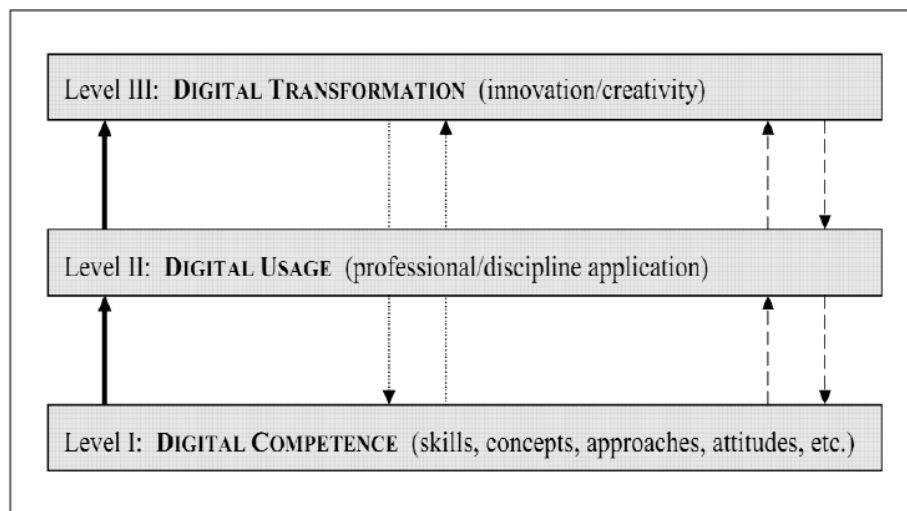 Level III: DIGITAL TRANSFORMATION (innovation/creativity)
Level II: DIGITAL USAGE (professional/discipline application)
Level I: DIGITAL COMPETENCE (skills, concepts, approaches, attitudes, etc.)